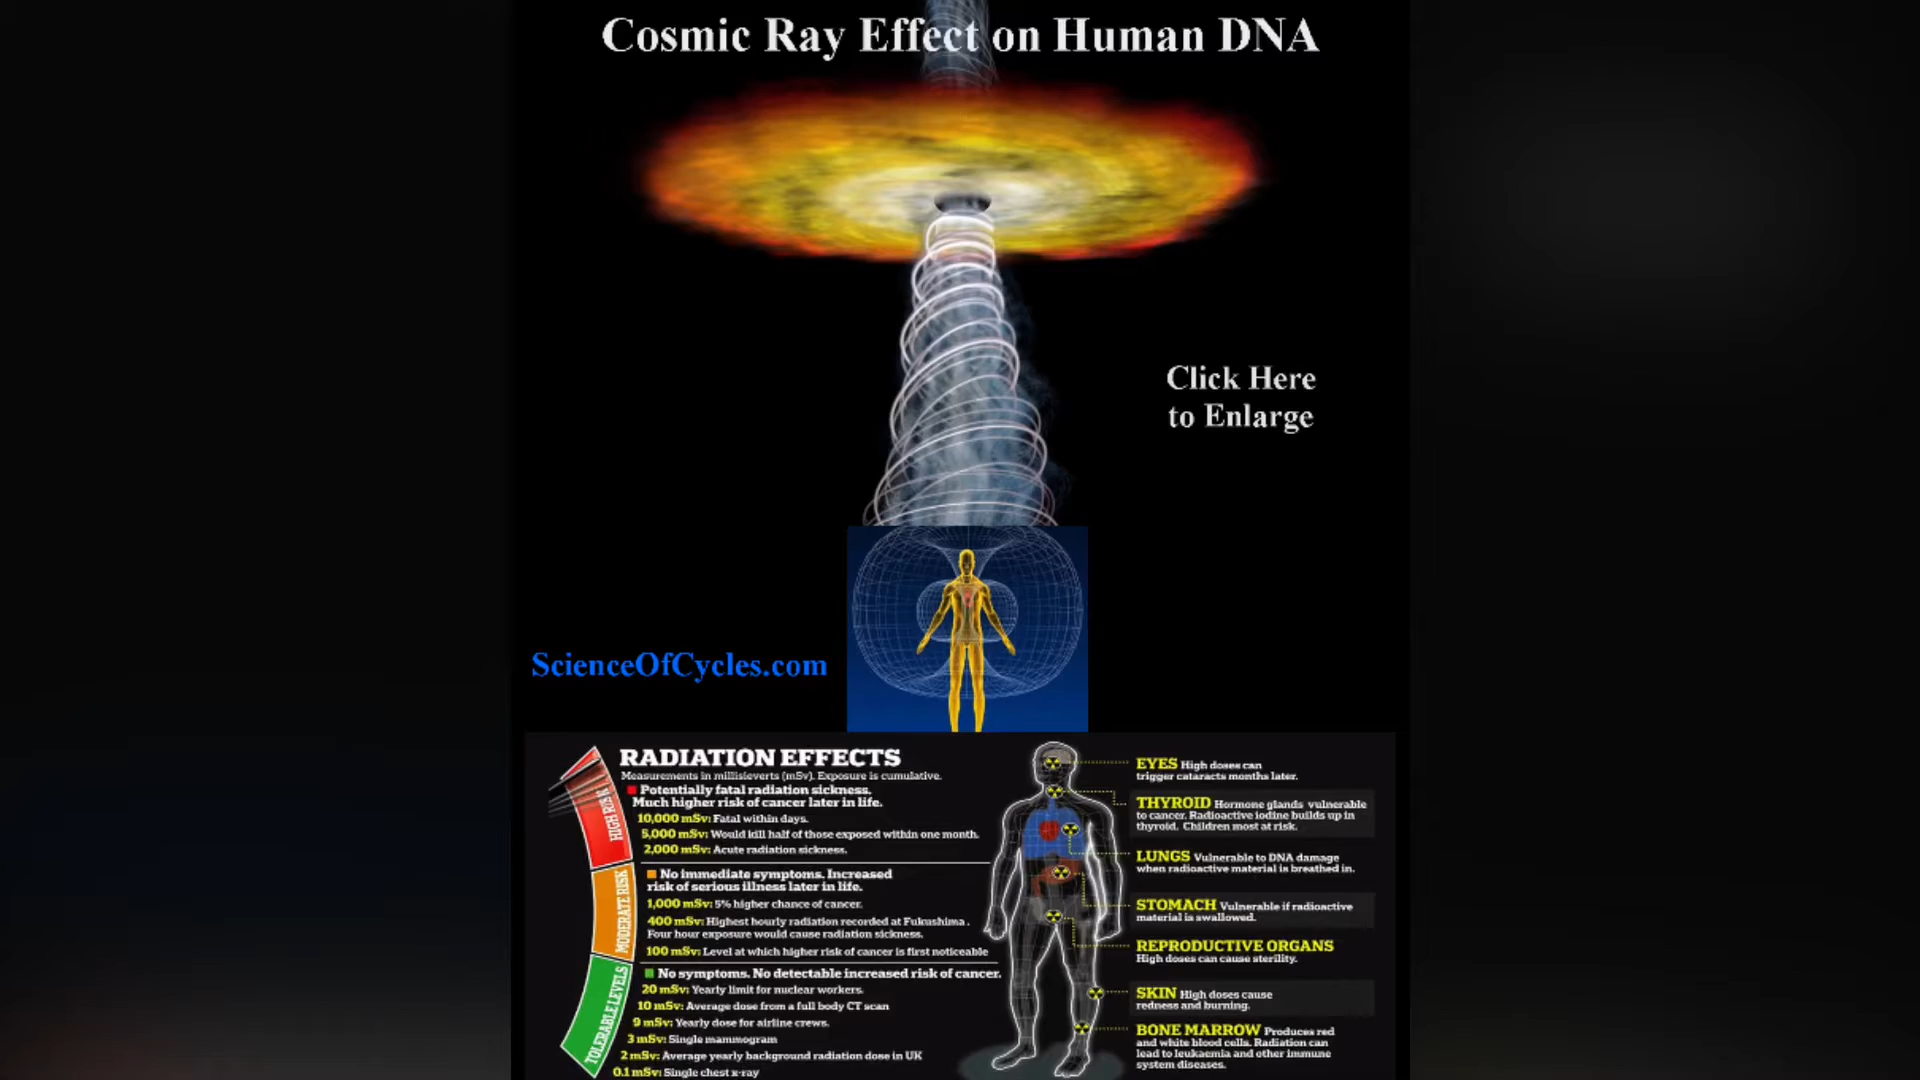 Cosmic Ray Effect on Human DNA
Click Here
to Enlarge
ScienceOfCycles.com
RADIATION EFFECTS
Measurements in millisieverts (mSv). Exposure is cumulative.
HIGH RISK
Potentially fatal radiation sickness.
Much higher risk of cancer later in life.
10,000 mSv: Fatal within days.
5,000 mSv: Would kill half of those exposed within one month.
2,000 mSv: Acute radiation sickness.
MODERATE RISK
No immediate symptoms. Increased
risk of serious illness later in life.
1,000 mSv: 5% higher chance of cancer.
400 mSv: Highest hourly radiation recorded at Fukushima.
Four hour exposure would cause radiation sickness.
100 mSv: Level at which higher risk of cancer is first noticeable
TOLERABLE LEVELS
No symptoms. No detectable increased risk of cancer.
20 mSv: Yearly limit for nuclear workers.
10 mSv: Average dose from a full body CT scan
9 mSv: Yearly dose for airline crews.
3 mSv: Single mammogram
2 mSv: Average yearly background radiation dose in UK
0.1 mSv: Single chest x-ray
EYES High doses can
trigger cataracts months later.
THYROID Hormone glands vulnerable
to cancer. Radioactive iodine builds up in
thyroid. Children most at risk.
LUNGS Vulnerable to DNA damage
when radioactive material is breathed in.
STOMACH Vulnerable if radioactive
material is swallowed.
REPRODUCTIVE ORGANS
High doses can cause sterility.
SKIN High doses cause
redness and burning.
BONE MARROW Produces red
and white blood cells. Radiation can
lead to leukaemia and other immune
system diseases.